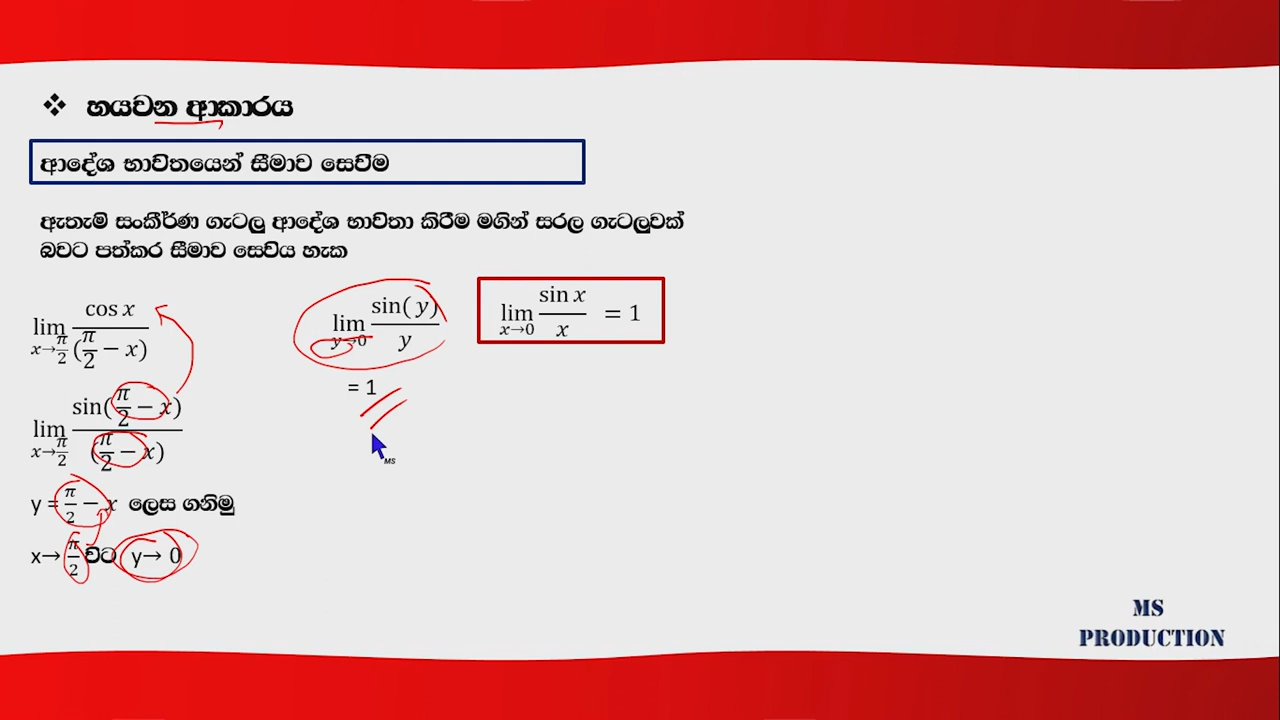 ❖ හයවන ආකාරය
ආදේශ භාවිතයෙන් සීමාව සෙවීම
ඇතැම් සංකීර්ණ ගැටලු ආදේශ භාවිතා කිරීම මගින් සරල ගැටලුවක්
බවට පත්කර සීමාව සෙවිය හැක
lim x→π/2 cos x / (π/2 − x)
lim x→π/2 sin(π/2 − x) / (π/2 − x)
y = π/2 − x ලෙස ගනිමු
x→ π/2 විට y→ 0
lim y→0 sin( y) / y
= 1
lim x→0 sin x / x = 1
MS
MS
PRODUCTION